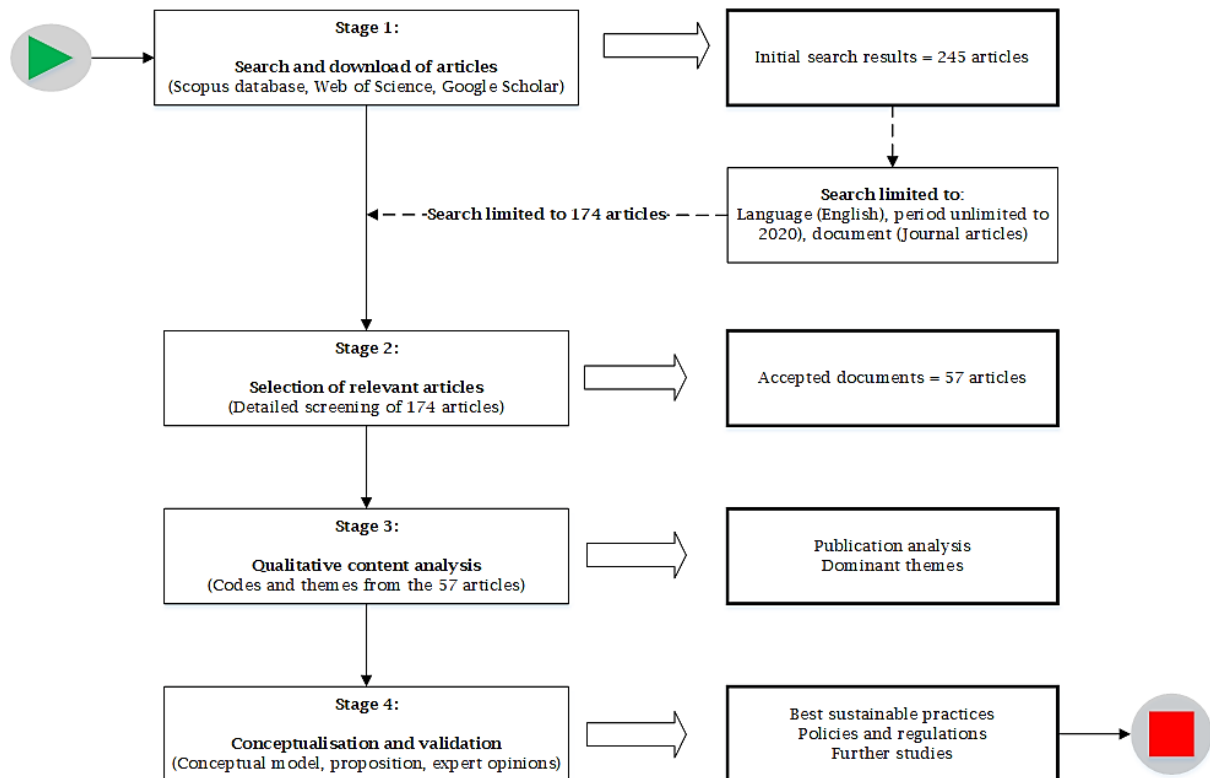 Stage 1:
Search and download of articles
(Scopus database, Web of Science, Google Scholar)
Initial search results = 245 articles
Search limited to:
Language (English), period unlimited to
2020), document (Journal articles)
Search limited to 174 articles
Stage 2:
Selection of relevant articles
(Detailed screening of 174 articles)
Accepted documents = 57 articles
Stage 3:
Qualitative content analysis
(Codes and themes from the 57 articles)
Publication analysis
Dominant themes
Stage 4:
Conceptualisation and validation
(Conceptual model, proposition, expert opinions)
Best sustainable practices
Policies and regulations
Further studies